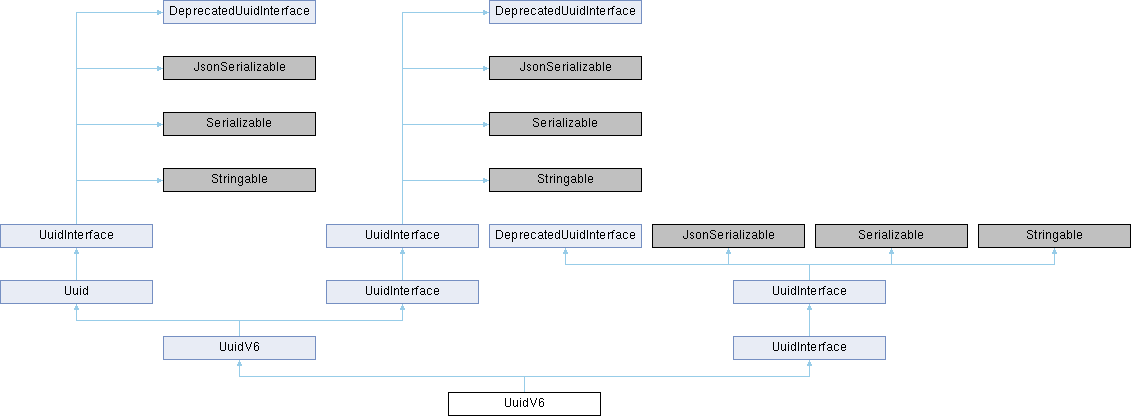 DeprecatedUuidInterface
DeprecatedUuidInterface
JsonSerializable
JsonSerializable
Serializable
Serializable
Stringable
Stringable
UuidInterface
UuidInterface
DeprecatedUuidInterface
JsonSerializable
Serializable
Stringable
Uuid
UuidInterface
UuidInterface
UuidV6
UuidInterface
UuidV6